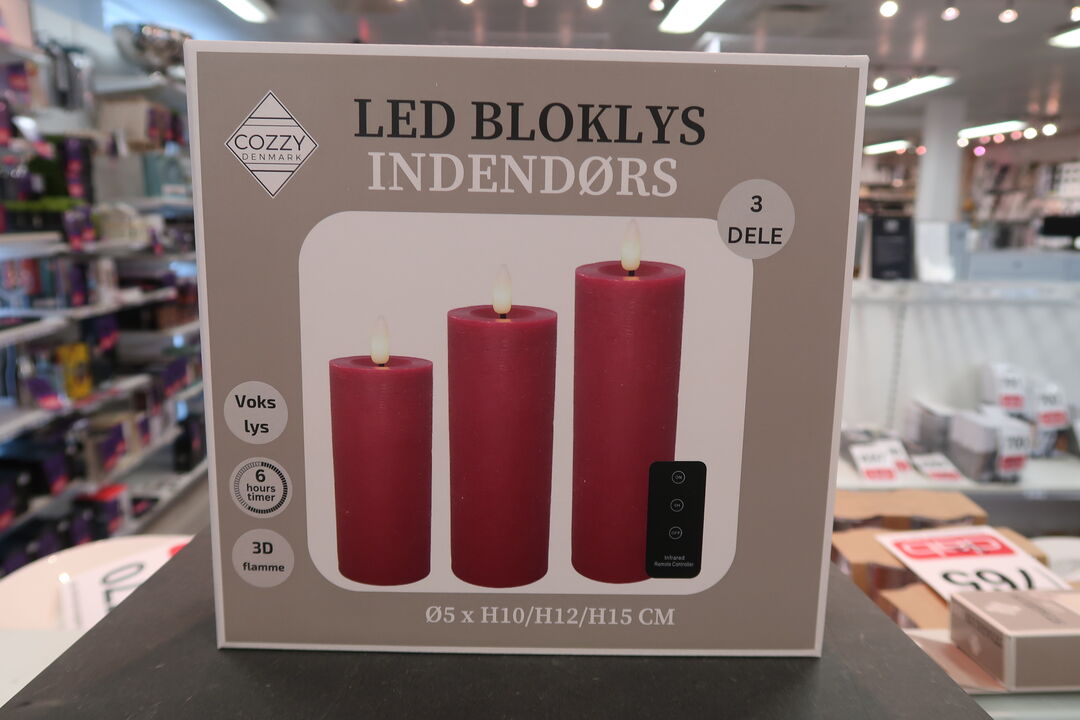 COZZY
DENMARK
LED BLOKLYS
INDENDØRS
3
DELE
Voks
lys
6
hours
timer
3D
flamme
ON
OFF
Infrared
Remote Controller
Ø5 x H10/H12/H15 CM